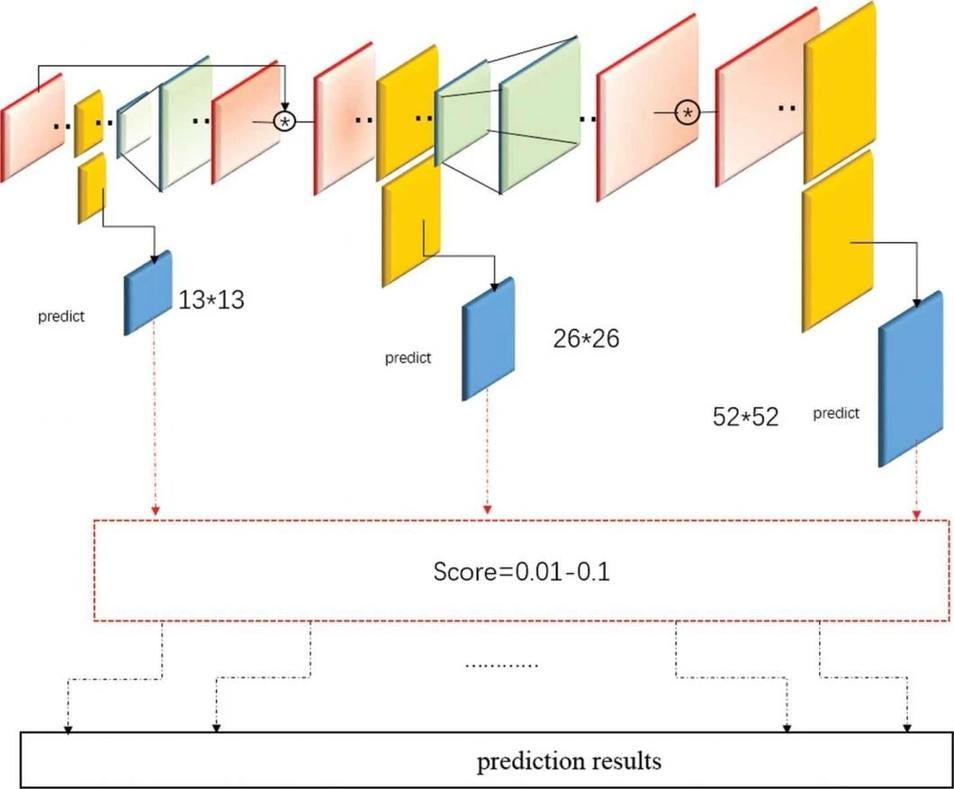 *
*
13*13
predict
26*26
predict
52*52 predict
Score=0.01-0.1
............
prediction results